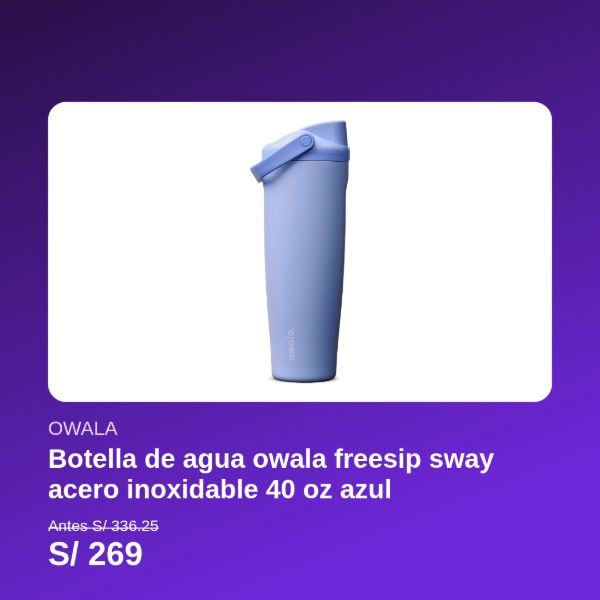 owala
OWALA
Botella de agua owala freesip sway
acero inoxidable 40 oz azul
Antes S/ 336.25
S/ 269